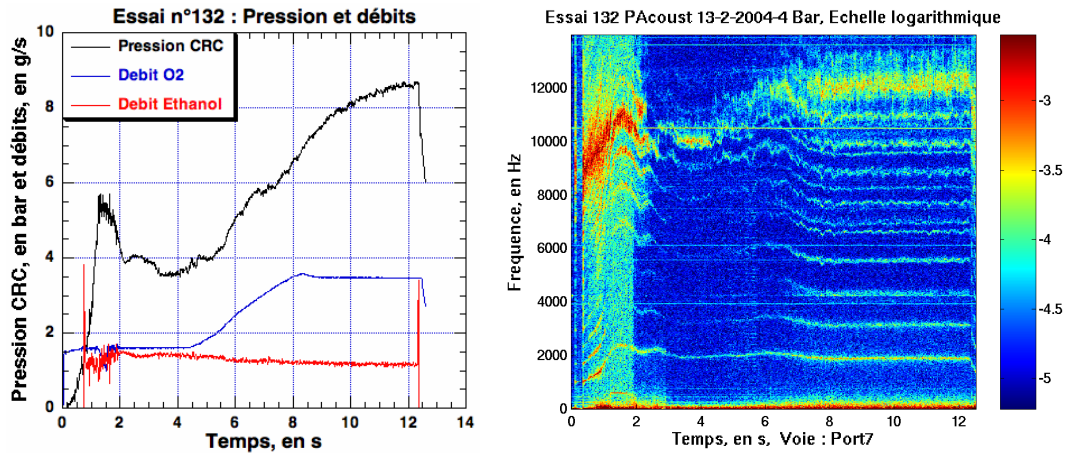 Essai n°132 : Pression et débits
Pression CRC
Debit O2
Debit Ethanol
Pression CRC, en bar et débits, en g/s
10
8
6
4
2
0
0 2 4 6 8 10 12 14
Temps, en s
Essai 132 PAcoust 13-2-2004-4 Bar, Echelle logarithmique
Frequence, en Hz
12000
10000
8000
6000
4000
2000
0
0 2 4 6 8 10 12
Temps, en s, Voie : Port7
-3
-3.5
-4
-4.5
-5